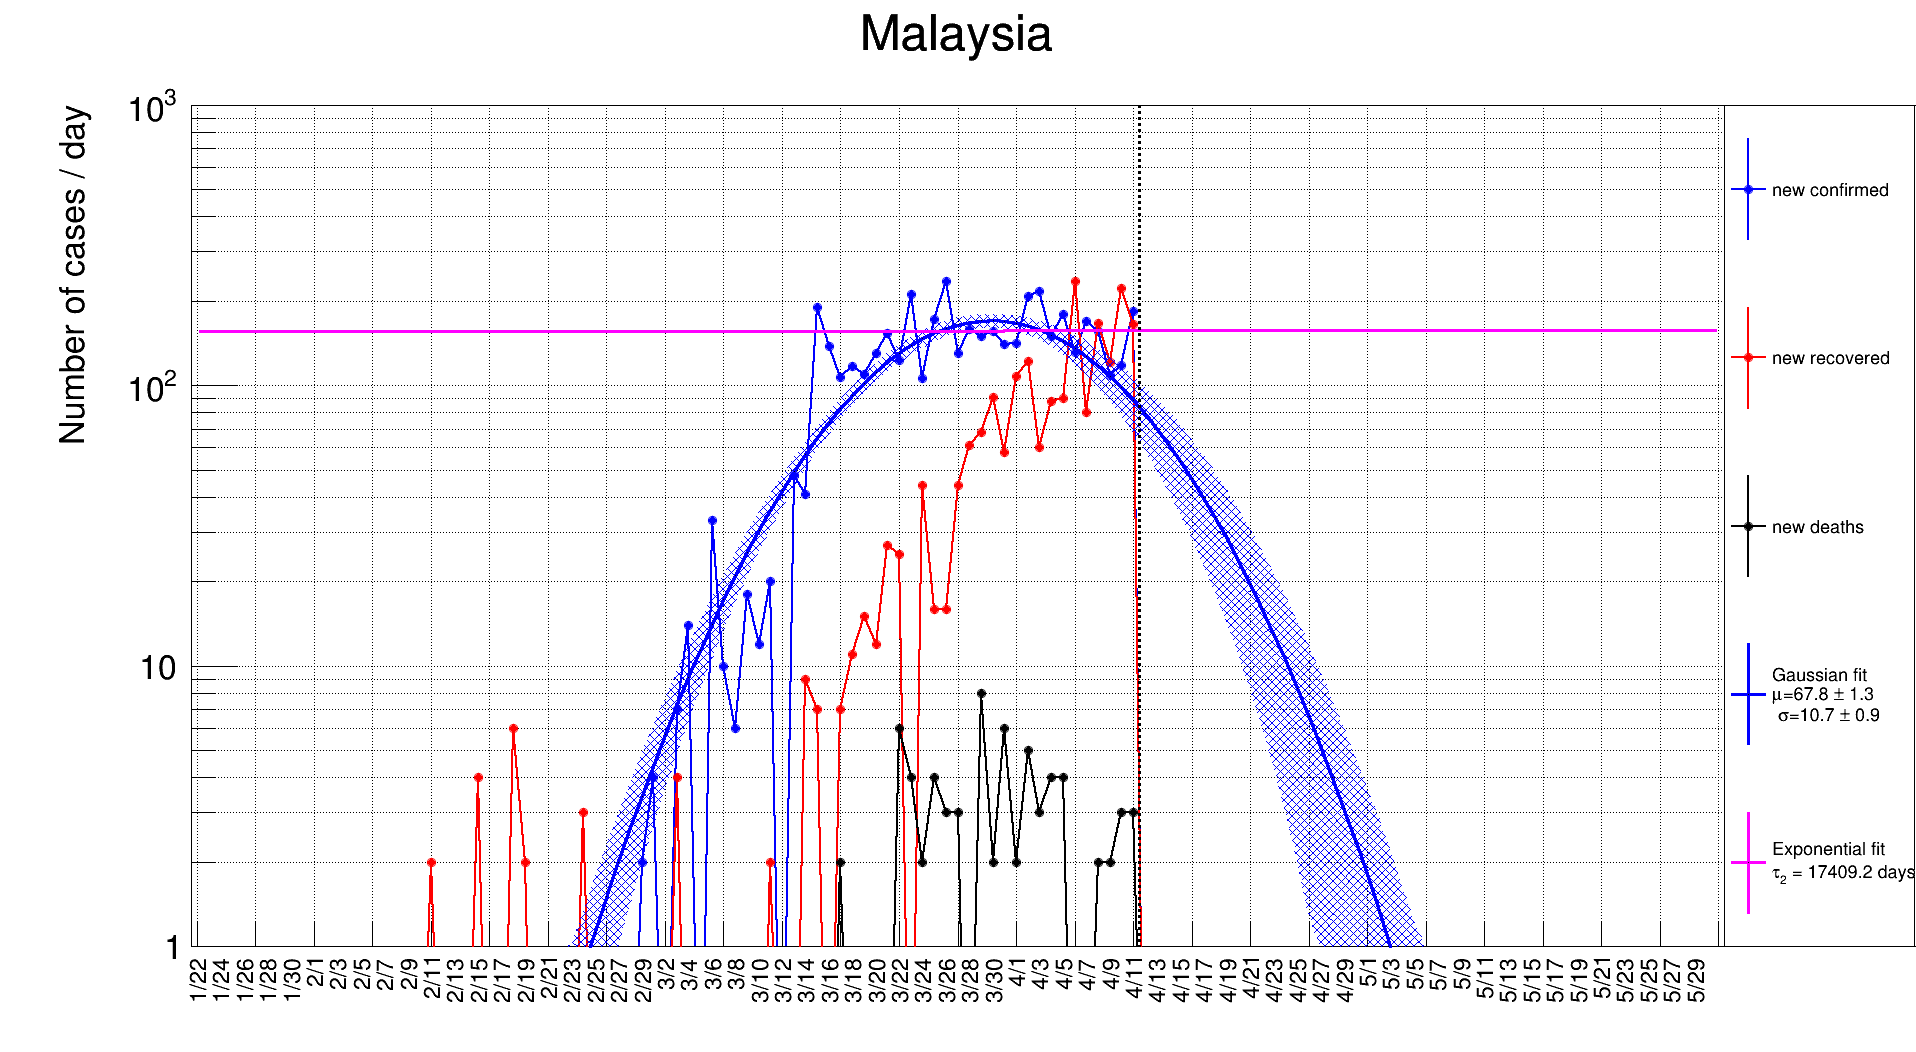 Malaysia
Number of cases / day
10³
10²
10
1
1/22 1/24 1/26 1/28 1/30 2/1 2/3 2/5 2/7 2/9 2/11 2/13 2/15 2/17 2/19 2/21 2/23 2/25 2/27 2/29 3/2 3/4 3/6 3/8 3/10 3/12 3/14 3/16 3/18 3/20 3/22 3/24 3/26 3/28 3/30 4/1 4/3 4/5 4/7 4/9 4/11 4/13 4/15 4/17 4/19 4/21 4/23 4/25 4/27 4/29 5/1 5/3 5/5 5/7 5/9 5/11 5/13 5/15 5/17 5/19 5/21 5/23 5/25 5/27 5/29
new confirmed
new recovered
new deaths
Gaussian fit
μ=67.8 ± 1.3
σ=10.7 ± 0.9
Exponential fit
τ₂ = 17409.2 days